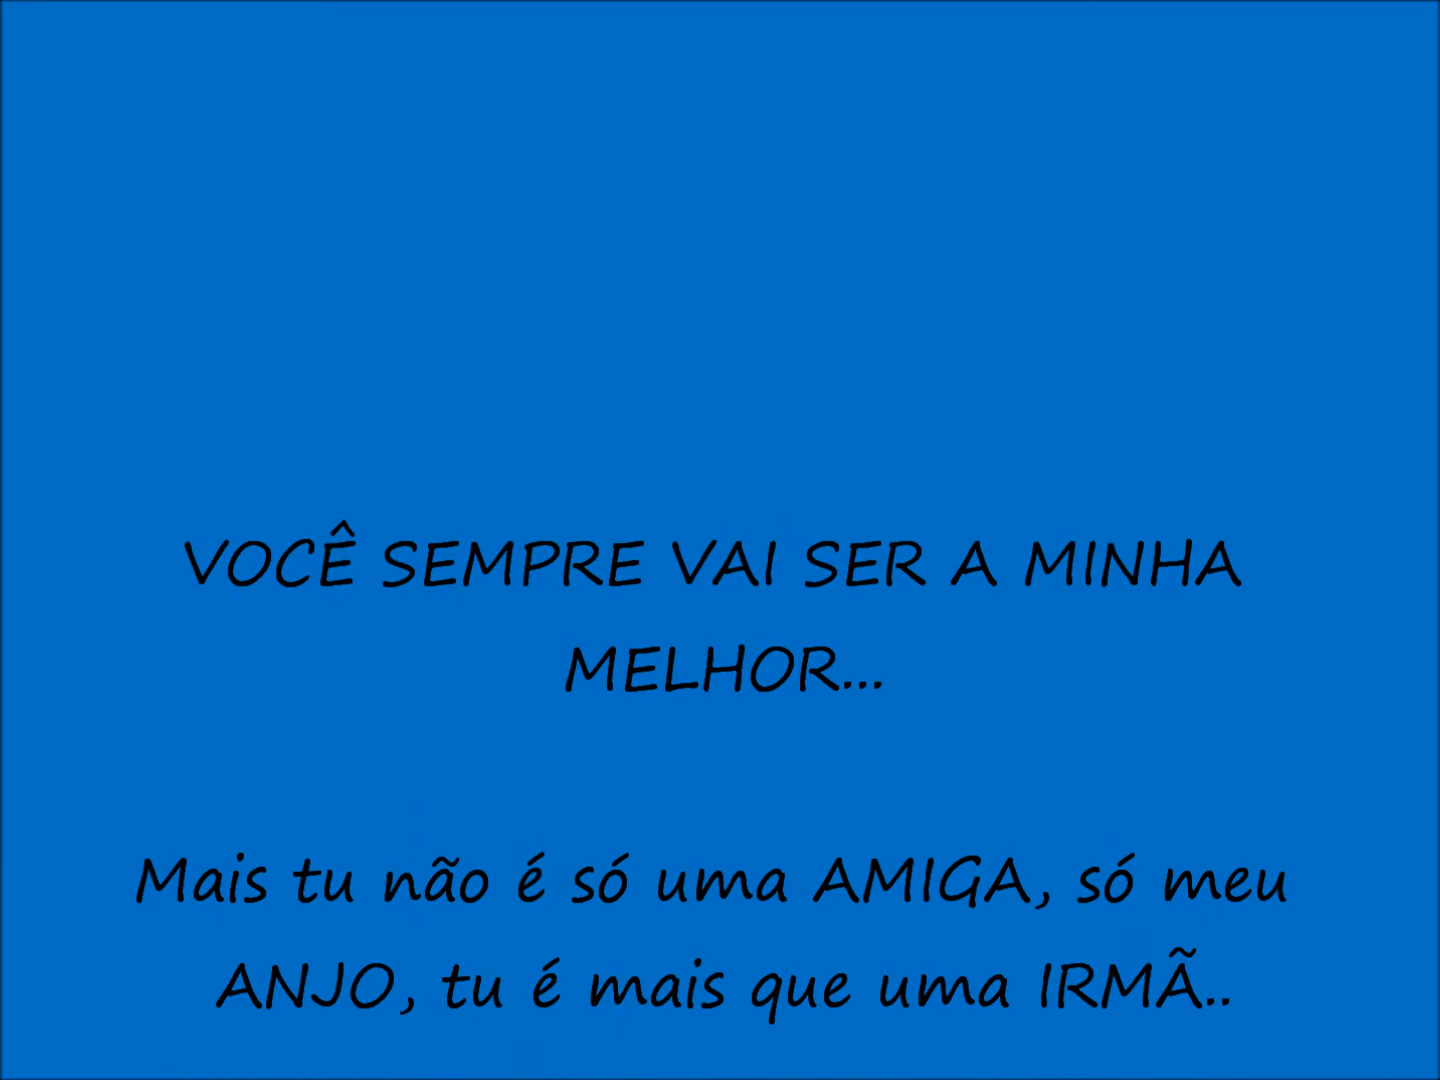 VOCÊ SEMPRE VAI SER A MINHA
MELHOR...
Mais tu não é só uma AMIGA, só meu
ANJO, tu é mais que uma IRMÃ..